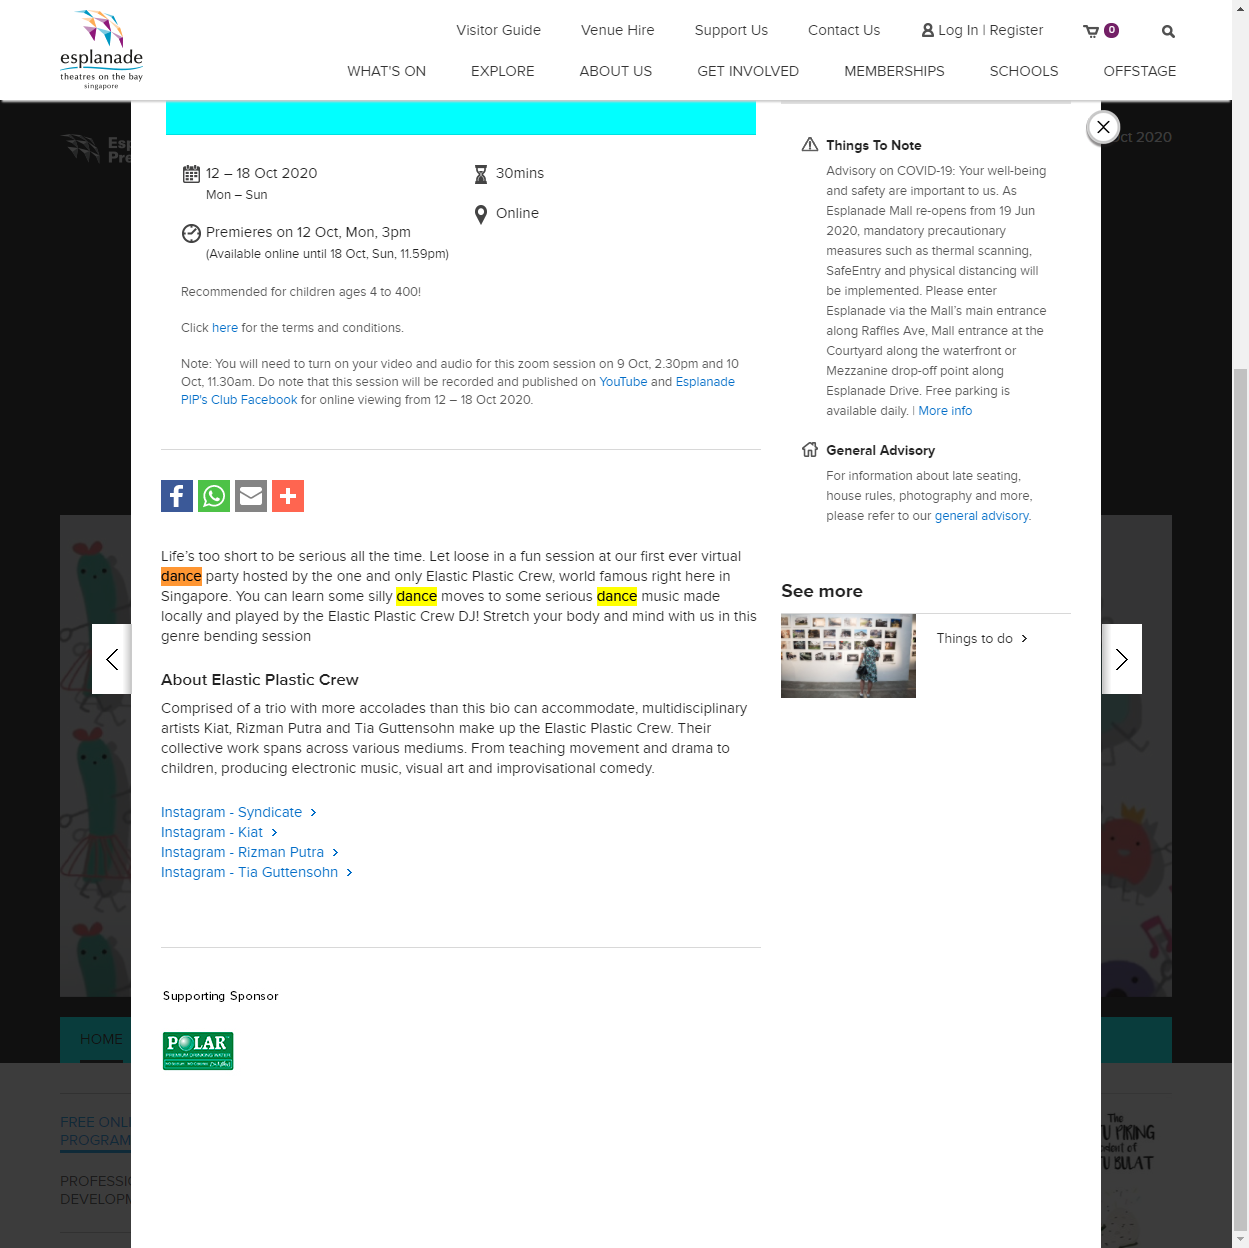 esplanade
theatres on the bay
singapore
Visitor Guide
Venue Hire
Support Us
Contact Us
Log In | Register
0
WHAT'S ON
EXPLORE
ABOUT US
GET INVOLVED
MEMBERSHIPS
SCHOOLS
OFFSTAGE
Oct 2020
12 – 18 Oct 2020
Mon – Sun
Premieres on 12 Oct, Mon, 3pm
(Available online until 18 Oct, Sun, 11.59pm)
30mins
Online
Recommended for children ages 4 to 400!
Click here for the terms and conditions.
Note: You will need to turn on your video and audio for this zoom session on 9 Oct, 2.30pm and 10
Oct, 11.30am. Do note that this session will be recorded and published on YouTube and Esplanade
PIP's Club Facebook for online viewing from 12 – 18 Oct 2020.
Life’s too short to be serious all the time. Let loose in a fun session at our first ever virtual
dance party hosted by the one and only Elastic Plastic Crew, world famous right here in
Singapore. You can learn some silly dance moves to some serious dance music made
locally and played by the Elastic Plastic Crew DJ! Stretch your body and mind with us in this
genre bending session
About Elastic Plastic Crew
Comprised of a trio with more accolades than this bio can accommodate, multidisciplinary
artists Kiat, Rizman Putra and Tia Guttensohn make up the Elastic Plastic Crew. Their
collective work spans across various mediums. From teaching movement and drama to
children, producing electronic music, visual art and improvisational comedy.
Instagram - Syndicate
Instagram - Kiat
Instagram - Rizman Putra
Instagram - Tia Guttensohn
Supporting Sponsor
POLAR
PREMIUM DRINKING WATER
Things To Note
Advisory on COVID-19: Your well-being
and safety are important to us. As
Esplanade Mall re-opens from 19 Jun
2020, mandatory precautionary
measures such as thermal scanning,
SafeEntry and physical distancing will
be implemented. Please enter
Esplanade via the Mall’s main entrance
along Raffles Ave, Mall entrance at the
Courtyard along the waterfront or
Mezzanine drop-off point along
Esplanade Drive. Free parking is
available daily. | More info
General Advisory
For information about late seating,
house rules, photography and more,
please refer to our general advisory.
See more
Things to do
HOME
FREE ONLI
PROGRAM
PROFESSI
DEVELOPM
The
U PIKING
ident of
U BULAT